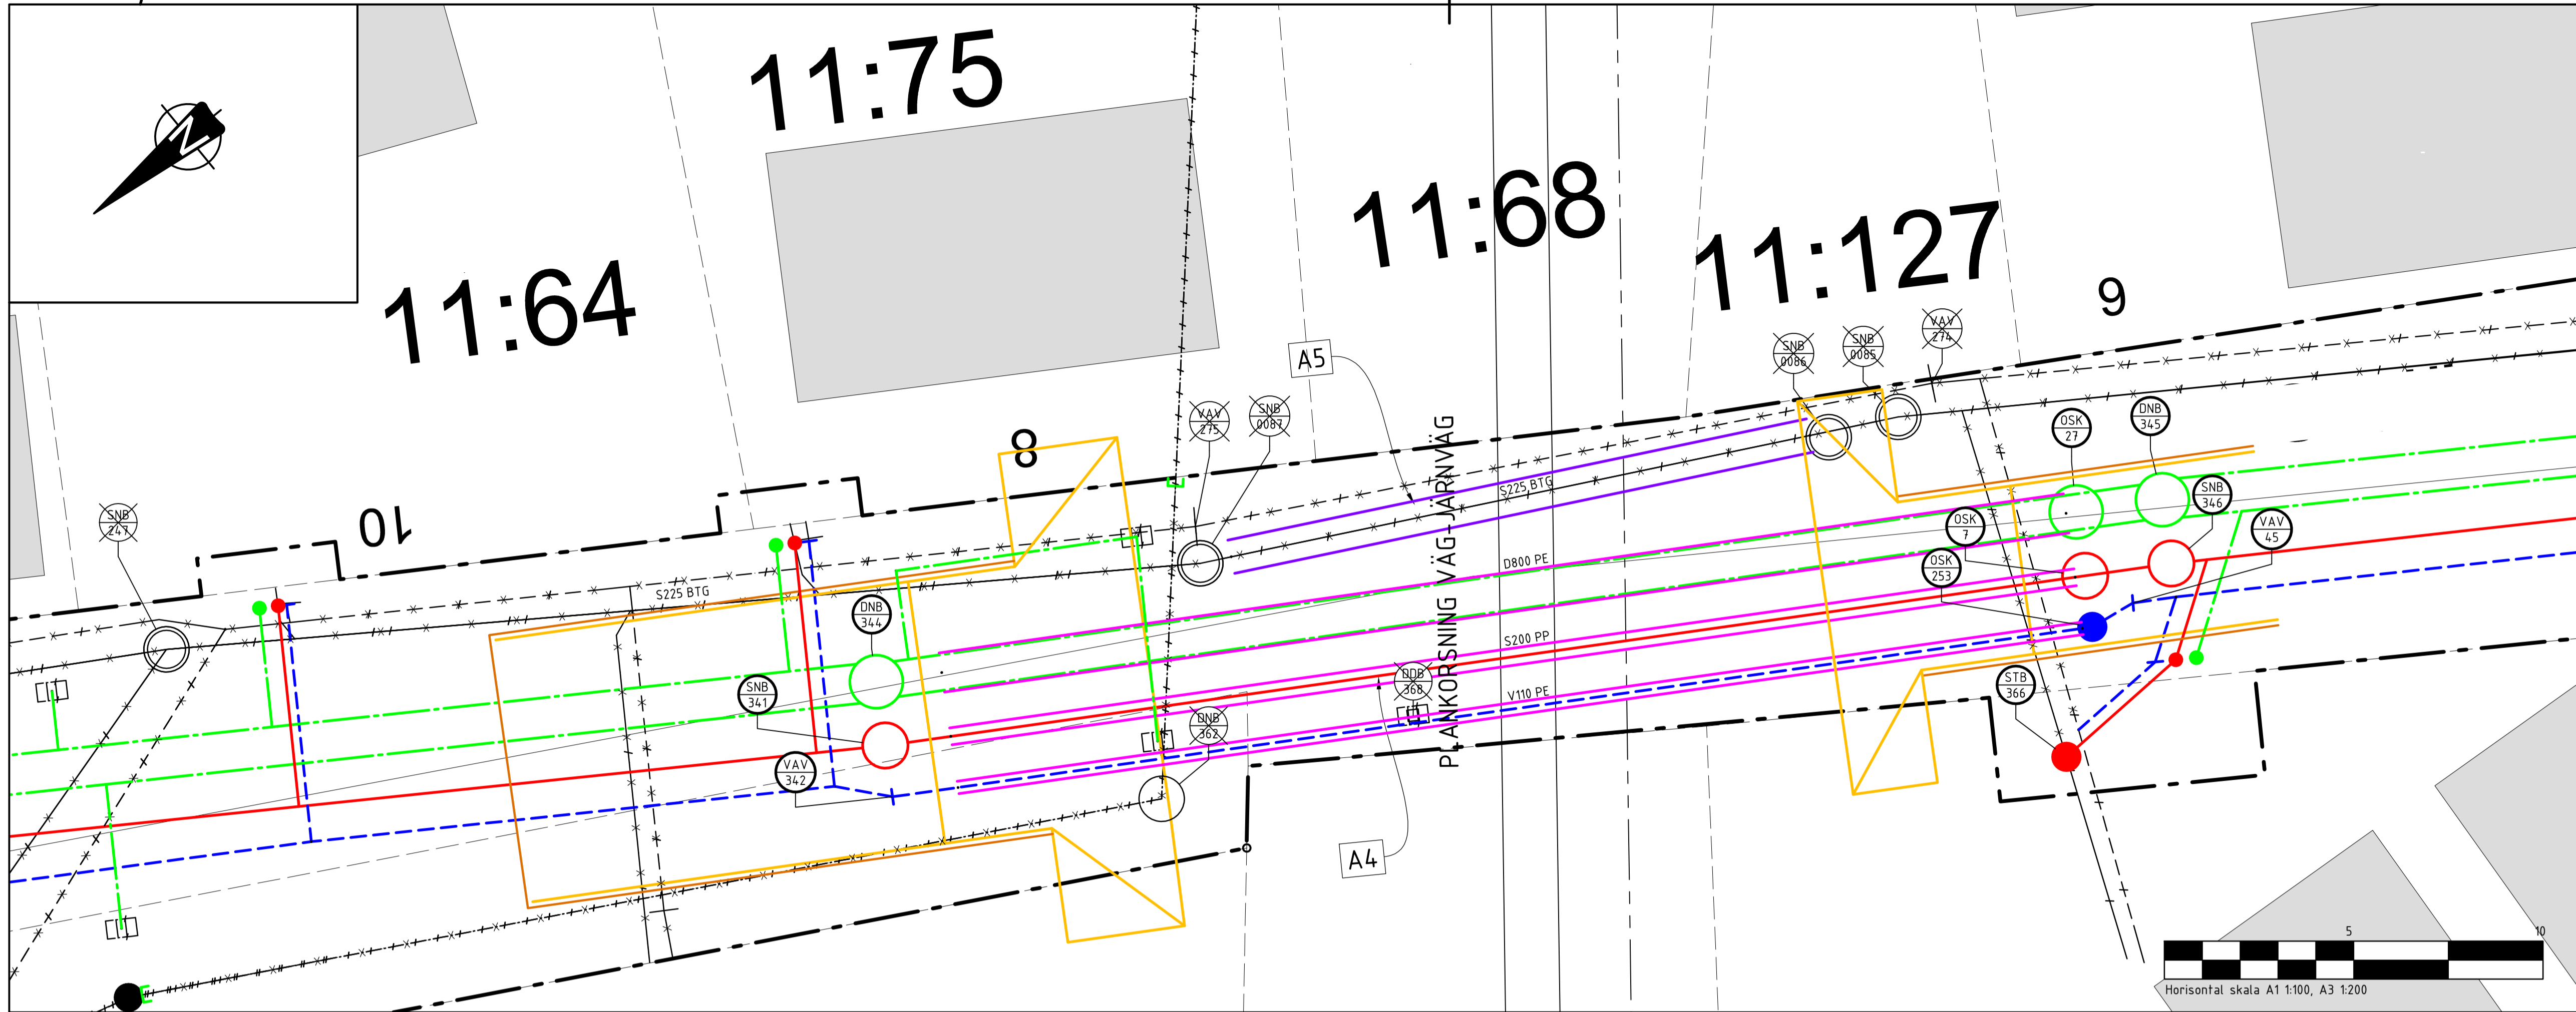 N
11:75
11:64
11:68
11:127
9
8
10
A5
SNB
0086
SNB
0085
VAV
274
VAV
275
SNB
0087
OSK
27
DNB
345
SNB
247
S225 BTG
SNB
346
OSK
7
VAV
45
OSK
253
D800 PE
S225 BTG
DNB
344
PLANKORSNING VÄG-JÄRNVÄG
S200 PP
SNB
341
DDB
368
V110 PE
STB
366
DNB
362
VAV
342
A4
5
10
Horisontal skala A1 1:100, A3 1:200